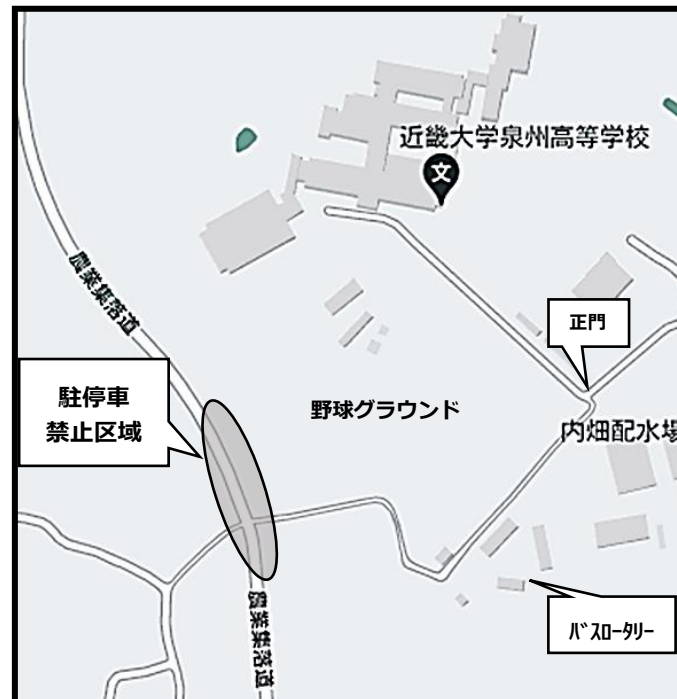 近畿大学泉州高等学校
文
農業集落道
正門
駐停車
禁止区域
野球グラウンド
内畑配水場
農業集落道
ﾊﾞｽﾛｰﾀﾘｰ